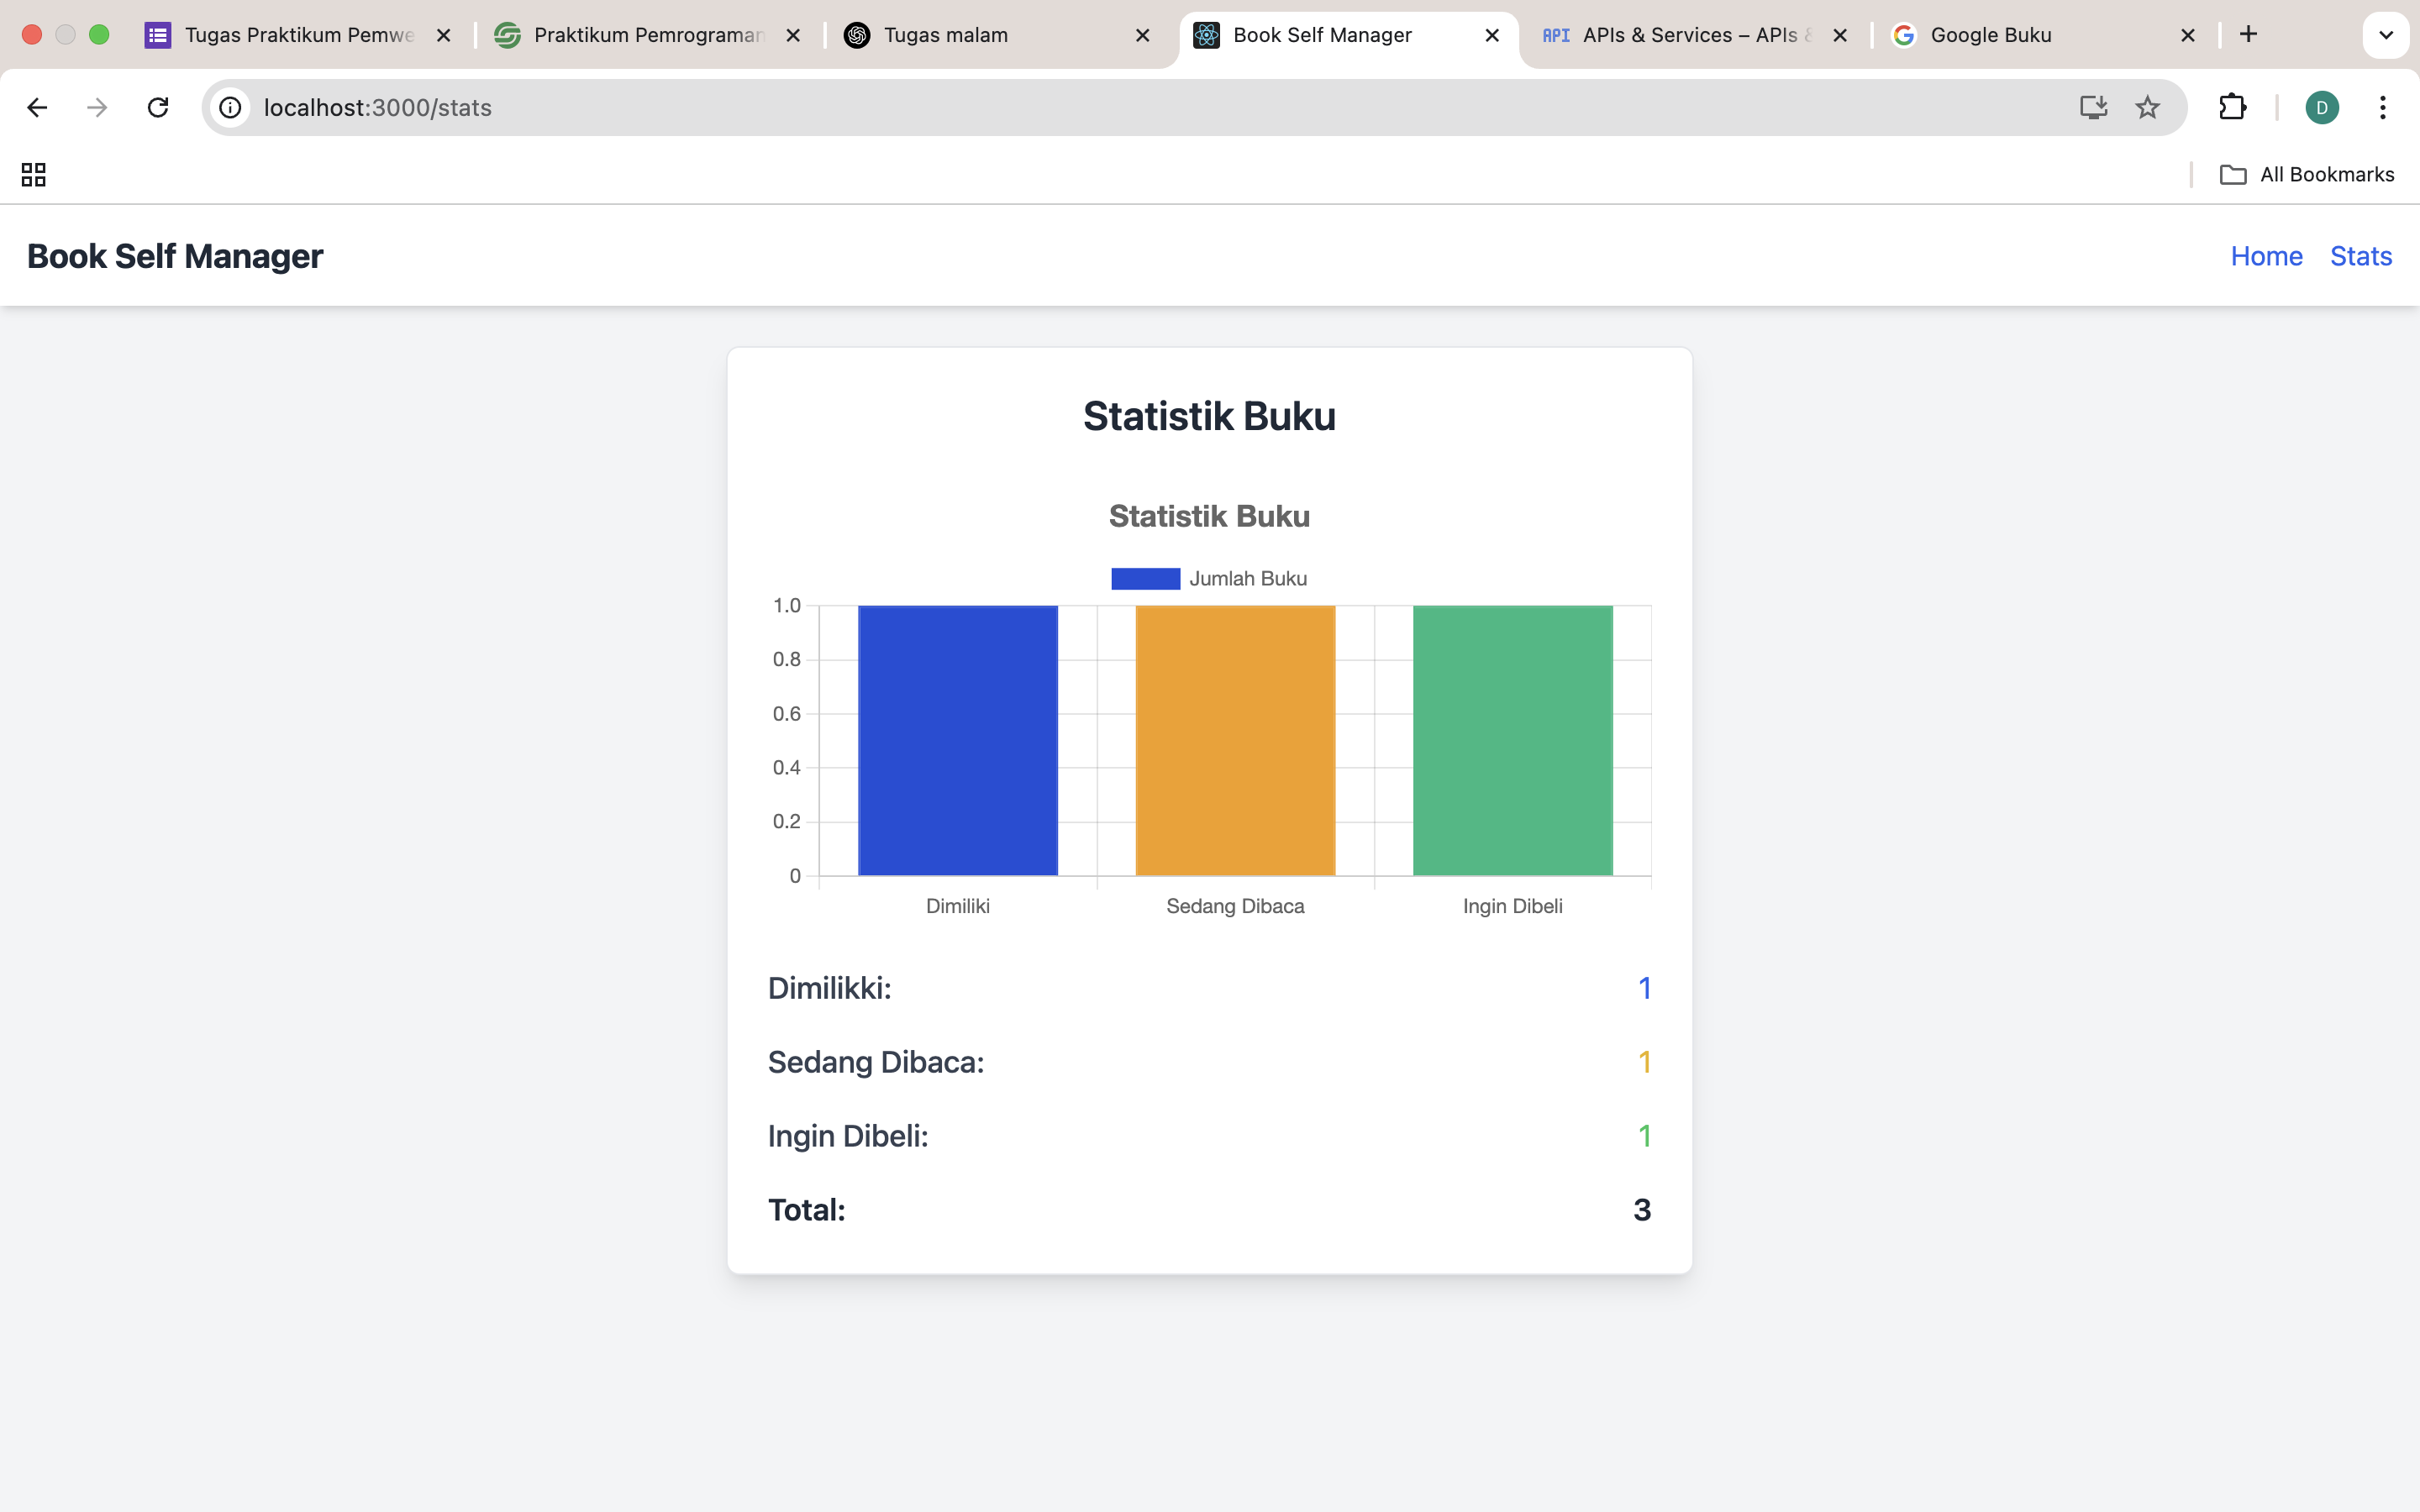 Tugas Praktikum Pemwe
Praktikum Pemrograman
Tugas malam
Book Self Manager
API APIs & Services – APIs &
Google Buku
localhost:3000/stats
D
All Bookmarks
Book Self Manager
Home Stats
Statistik Buku
Statistik Buku
Jumlah Buku
1.0
0.8
0.6
0.4
0.2
0
Dimiliki Sedang Dibaca Ingin Dibeli
Dimilikki: 1
Sedang Dibaca: 1
Ingin Dibeli: 1
Total: 3